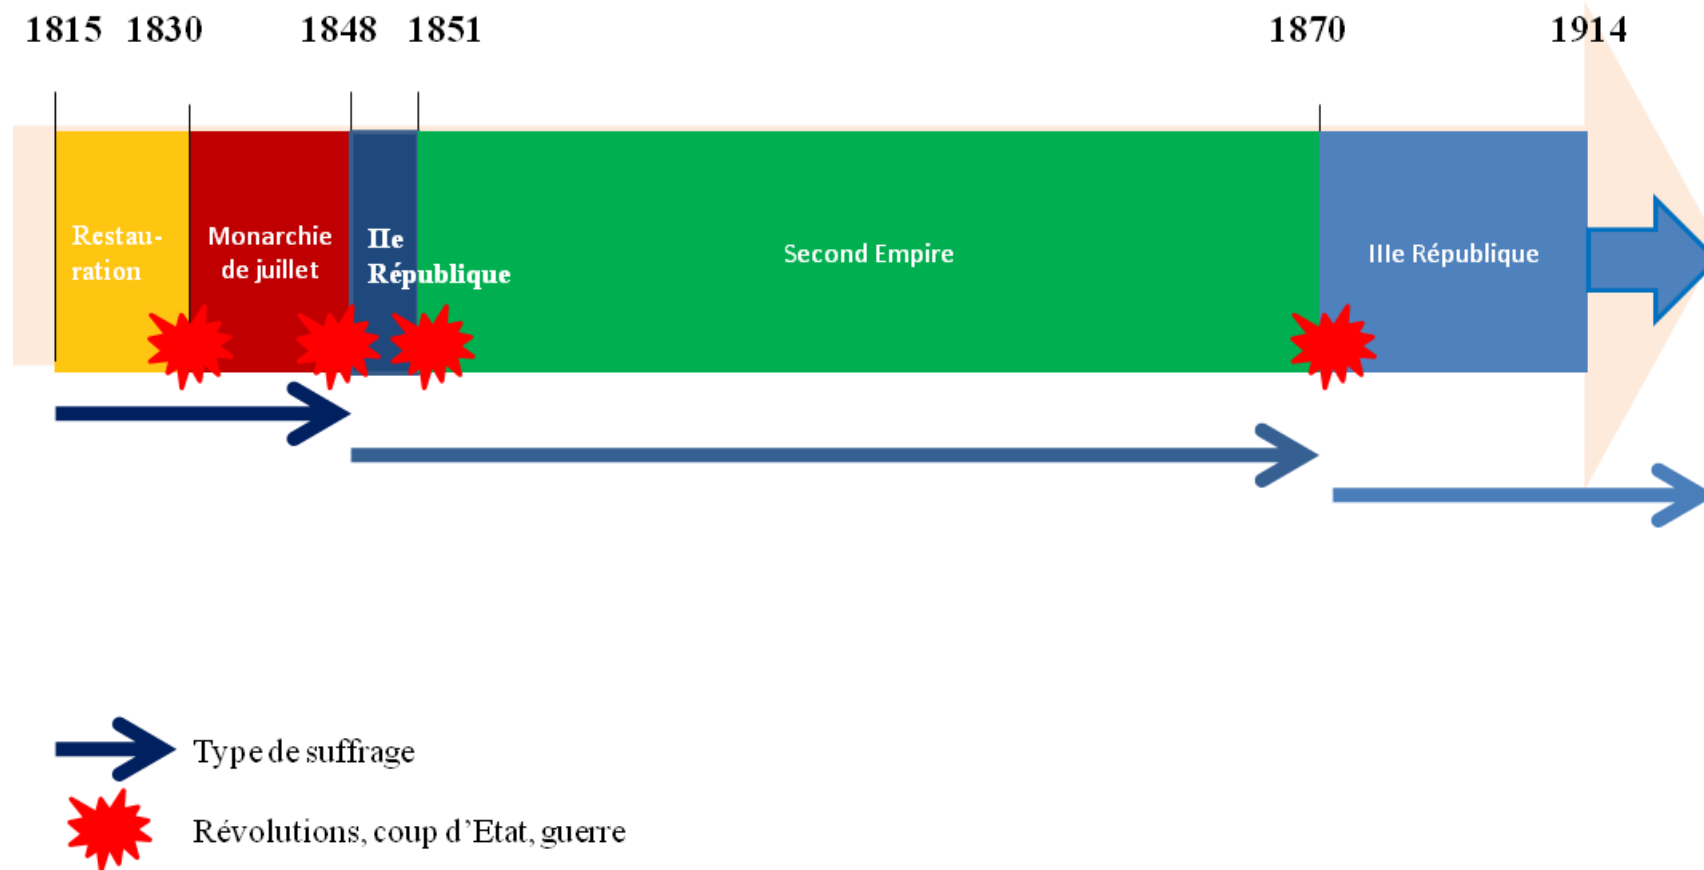 1815 1830 1848 1851 1870 1914
Restau-
ration
Monarchie
de juillet
IIe
République
Second Empire
IIIe République
Type de suffrage
Révolutions, coup d’Etat, guerre